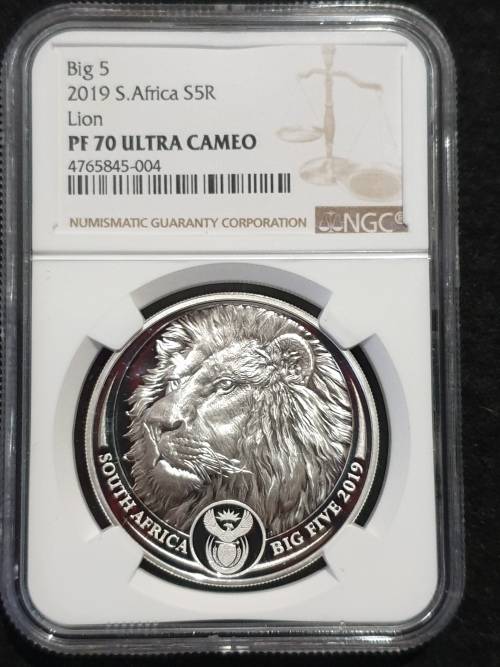 Big 5
2019 S.Africa S5R
Lion
PF 70 ULTRA CAMEO
4765845-004
NUMISMATIC GUARANTY CORPORATION
NGC®
SOUTH AFRICA
BIG FIVE 2019